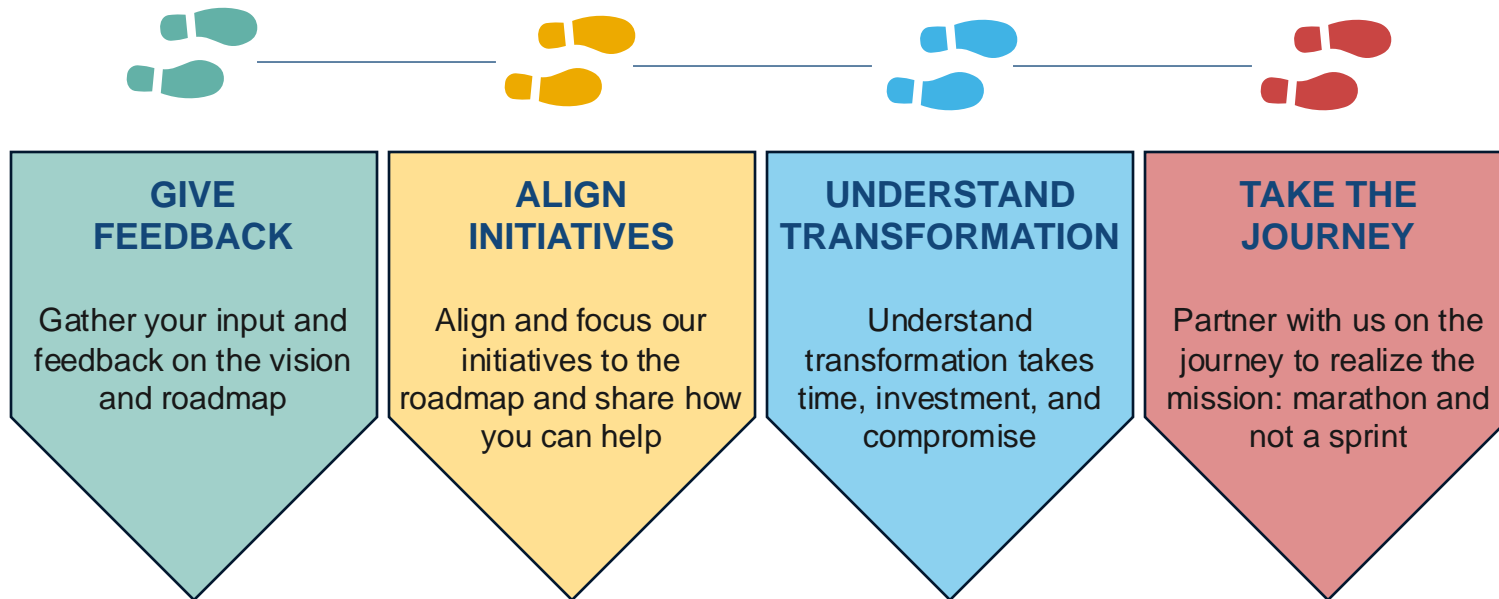 GIVE
FEEDBACK
Gather your input and
feedback on the vision
and roadmap
ALIGN
INITIATIVES
Align and focus our
initiatives to the
roadmap and share how
you can help
UNDERSTAND
TRANSFORMATION
Understand
transformation takes
time, investment, and
compromise
TAKE THE
JOURNEY
Partner with us on the
journey to realize the
mission: marathon and
not a sprint